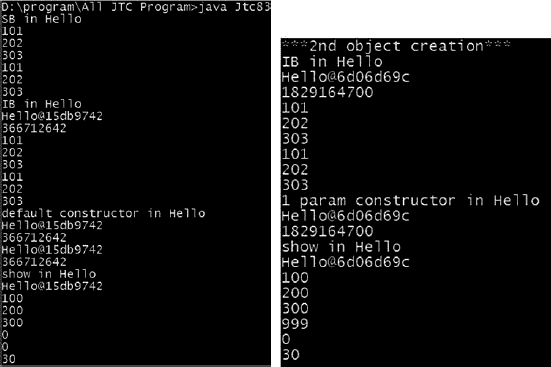 D:\program\All JTC Program>java Jtc83
SB in Hello
101
202
303
101
202
303
IB in Hello
Hello@15db9742
366712642
101
202
303
101
202
303
default constructor in Hello
Hello@15db9742
366712642
Hello@15db9742
366712642
show in Hello
Hello@15db9742
100
200
300
0
0
30
***2nd object creation***
IB in Hello
Hello@6d06d69c
1829164700
101
202
303
101
202
303
1 param constructor in Hello
Hello@6d06d69c
1829164700
show in Hello
Hello@6d06d69c
100
200
300
999
0
30